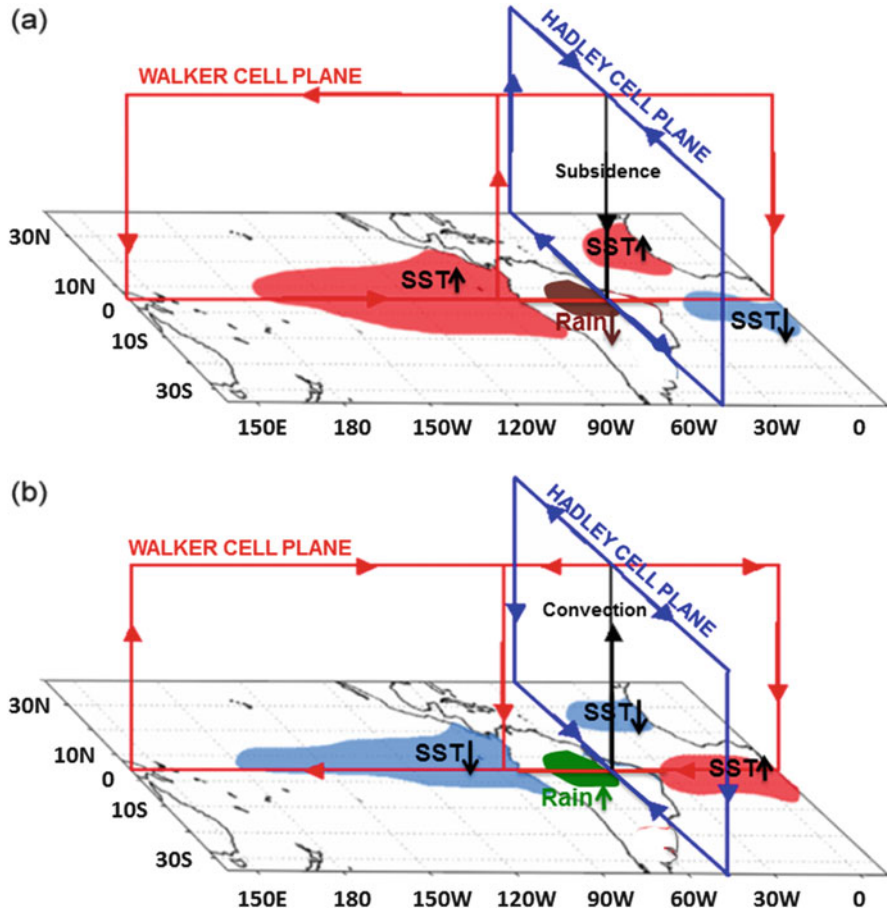 (a)
HADLEY CELL PLANE
WALKER CELL PLANE
Subsidence
30N
SST
SST
10N
0
SST
Rain
10S
30S
150E 180 150W 120W 90W 60W 30W 0
(b)
HADLEY CELL PLANE
WALKER CELL PLANE
Convection
30N
SST
10N
SST
SST
0
Rain
10S
30S
150E 180 150W 120W 90W 60W 30W 0